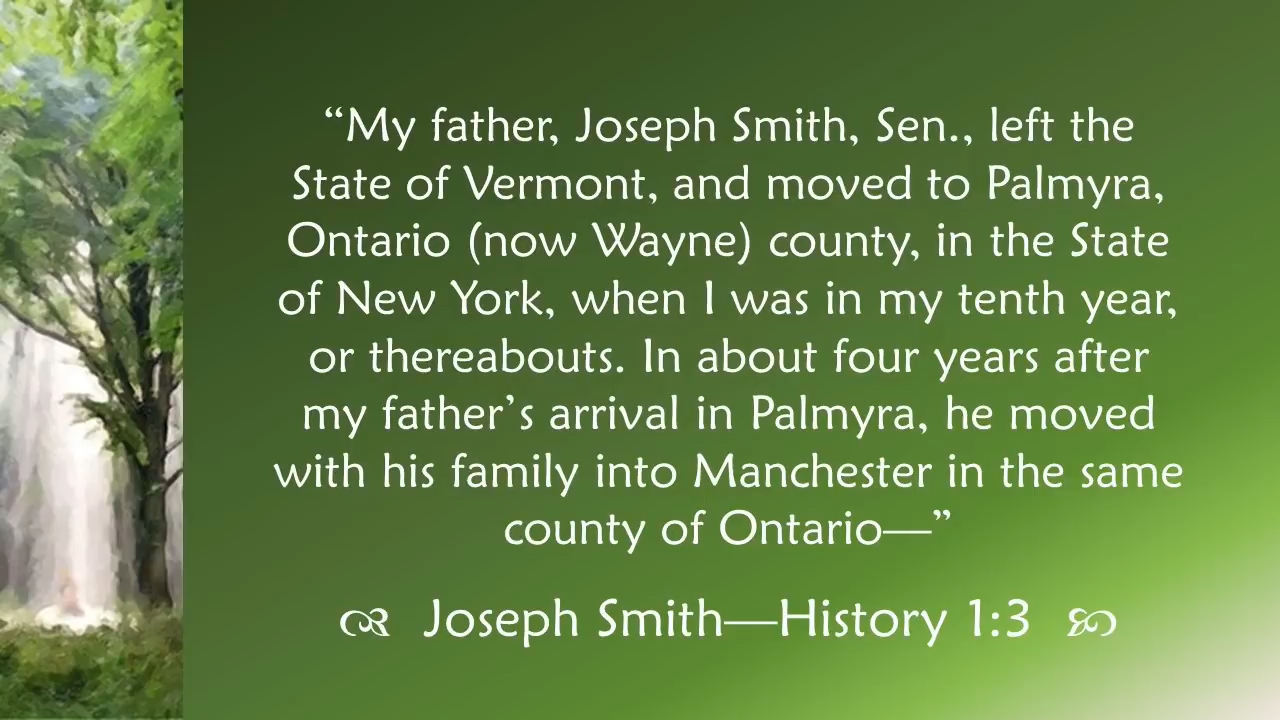 “My father, Joseph Smith, Sen., left the
State of Vermont, and moved to Palmyra,
Ontario (now Wayne) county, in the State
of New York, when I was in my tenth year,
or thereabouts. In about four years after
my father’s arrival in Palmyra, he moved
with his family into Manchester in the same
county of Ontario—”
Joseph Smith—History 1:3